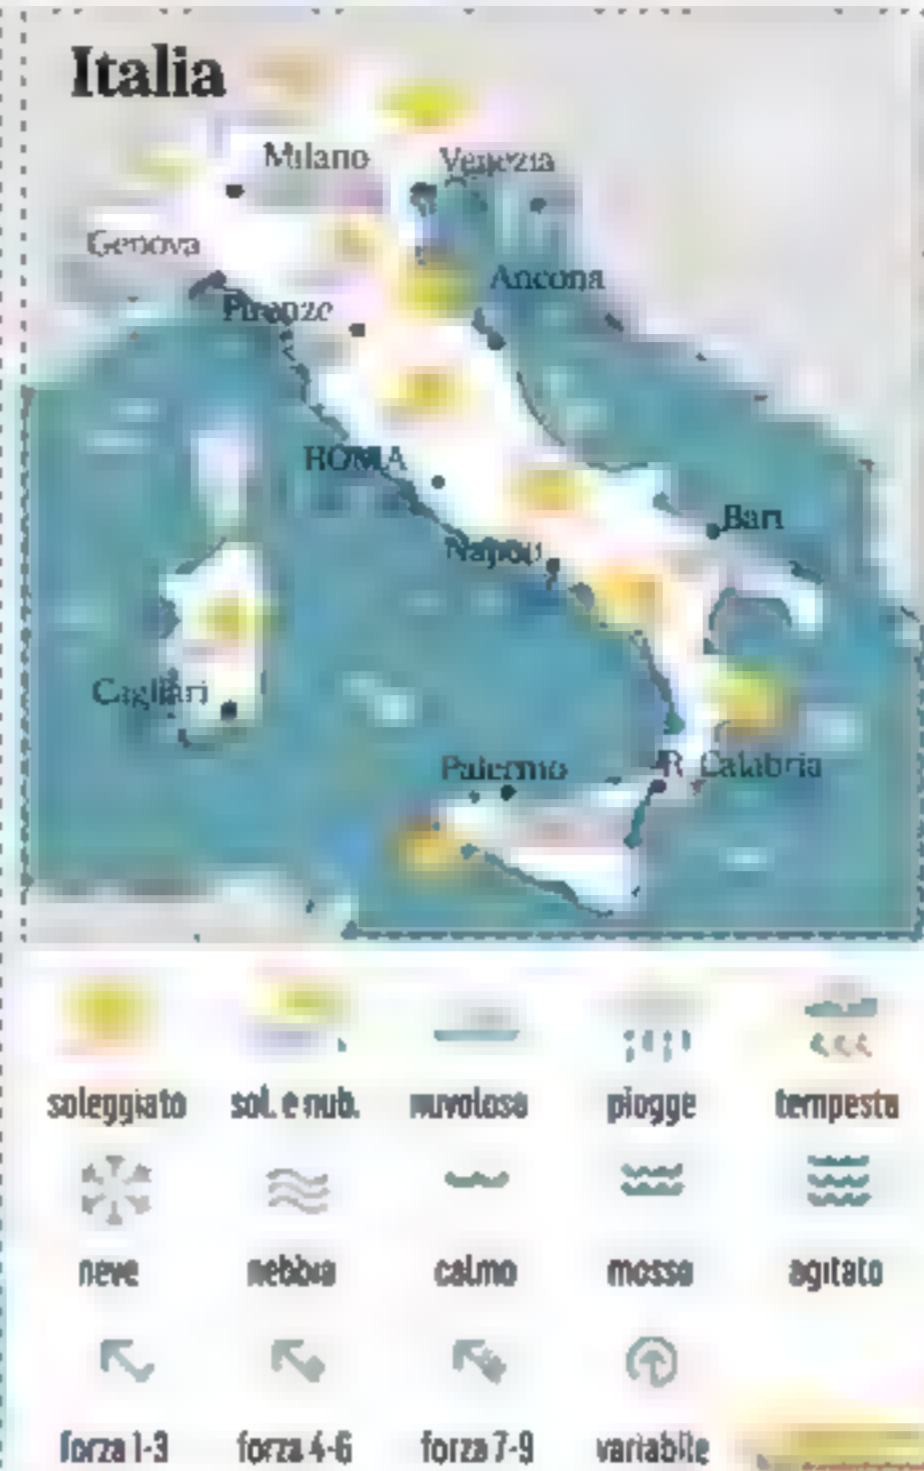 Italia
Milano
Venezia
Genova
Ancona
Firenze
ROMA
Bari
Napoli
Cagliari
Palermo
R. Calabria
soleggiato
sol. e nub.
nuvoloso
piogge
tempesta
neve
nebbia
calmo
mosso
agitato
forza 1-3
forza 4-6
forza 7-9
variabile